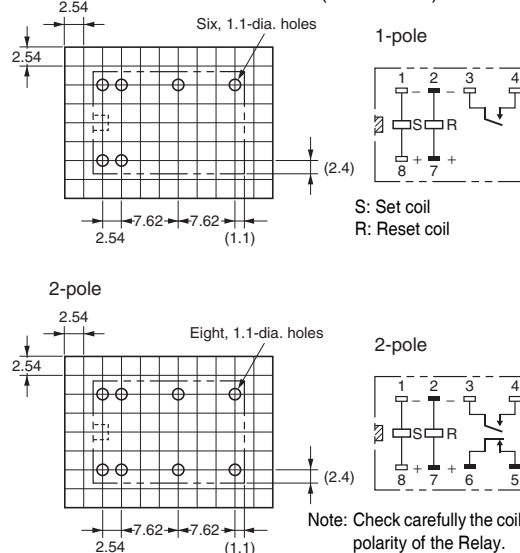 2.54
Six, 1.1-dia. holes
1-pole
2.54
1 2 3 4
- -
S R
+ +
8 7
(2.4)
7.62 7.62
2.54 (1.1)
S: Set coil
R: Reset coil
2-pole
2.54
Eight, 1.1-dia. holes
2-pole
2.54
1 2 3 4
- -
S R
+ +
8 7 6 5
(2.4)
7.62 7.62
2.54 (1.1)
Note: Check carefully the coil
polarity of the Relay.